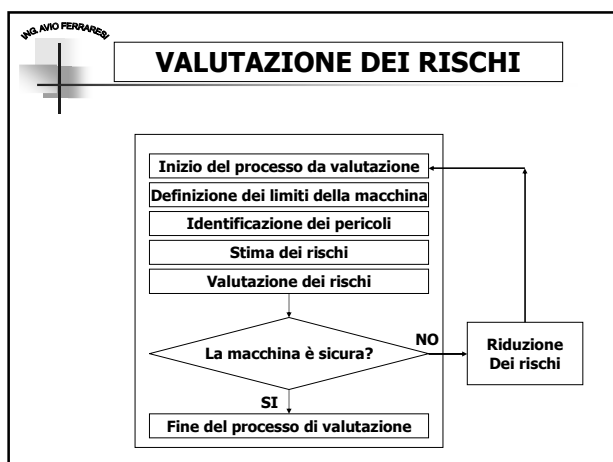 ING. AVIO FERRARESI
VALUTAZIONE DEI RISCHI
Inizio del processo da valutazione
Definizione dei limiti della macchina
Identificazione dei pericoli
Stima dei rischi
Valutazione dei rischi
La macchina è sicura?
NO
Riduzione
Dei rischi
SI
Fine del processo di valutazione